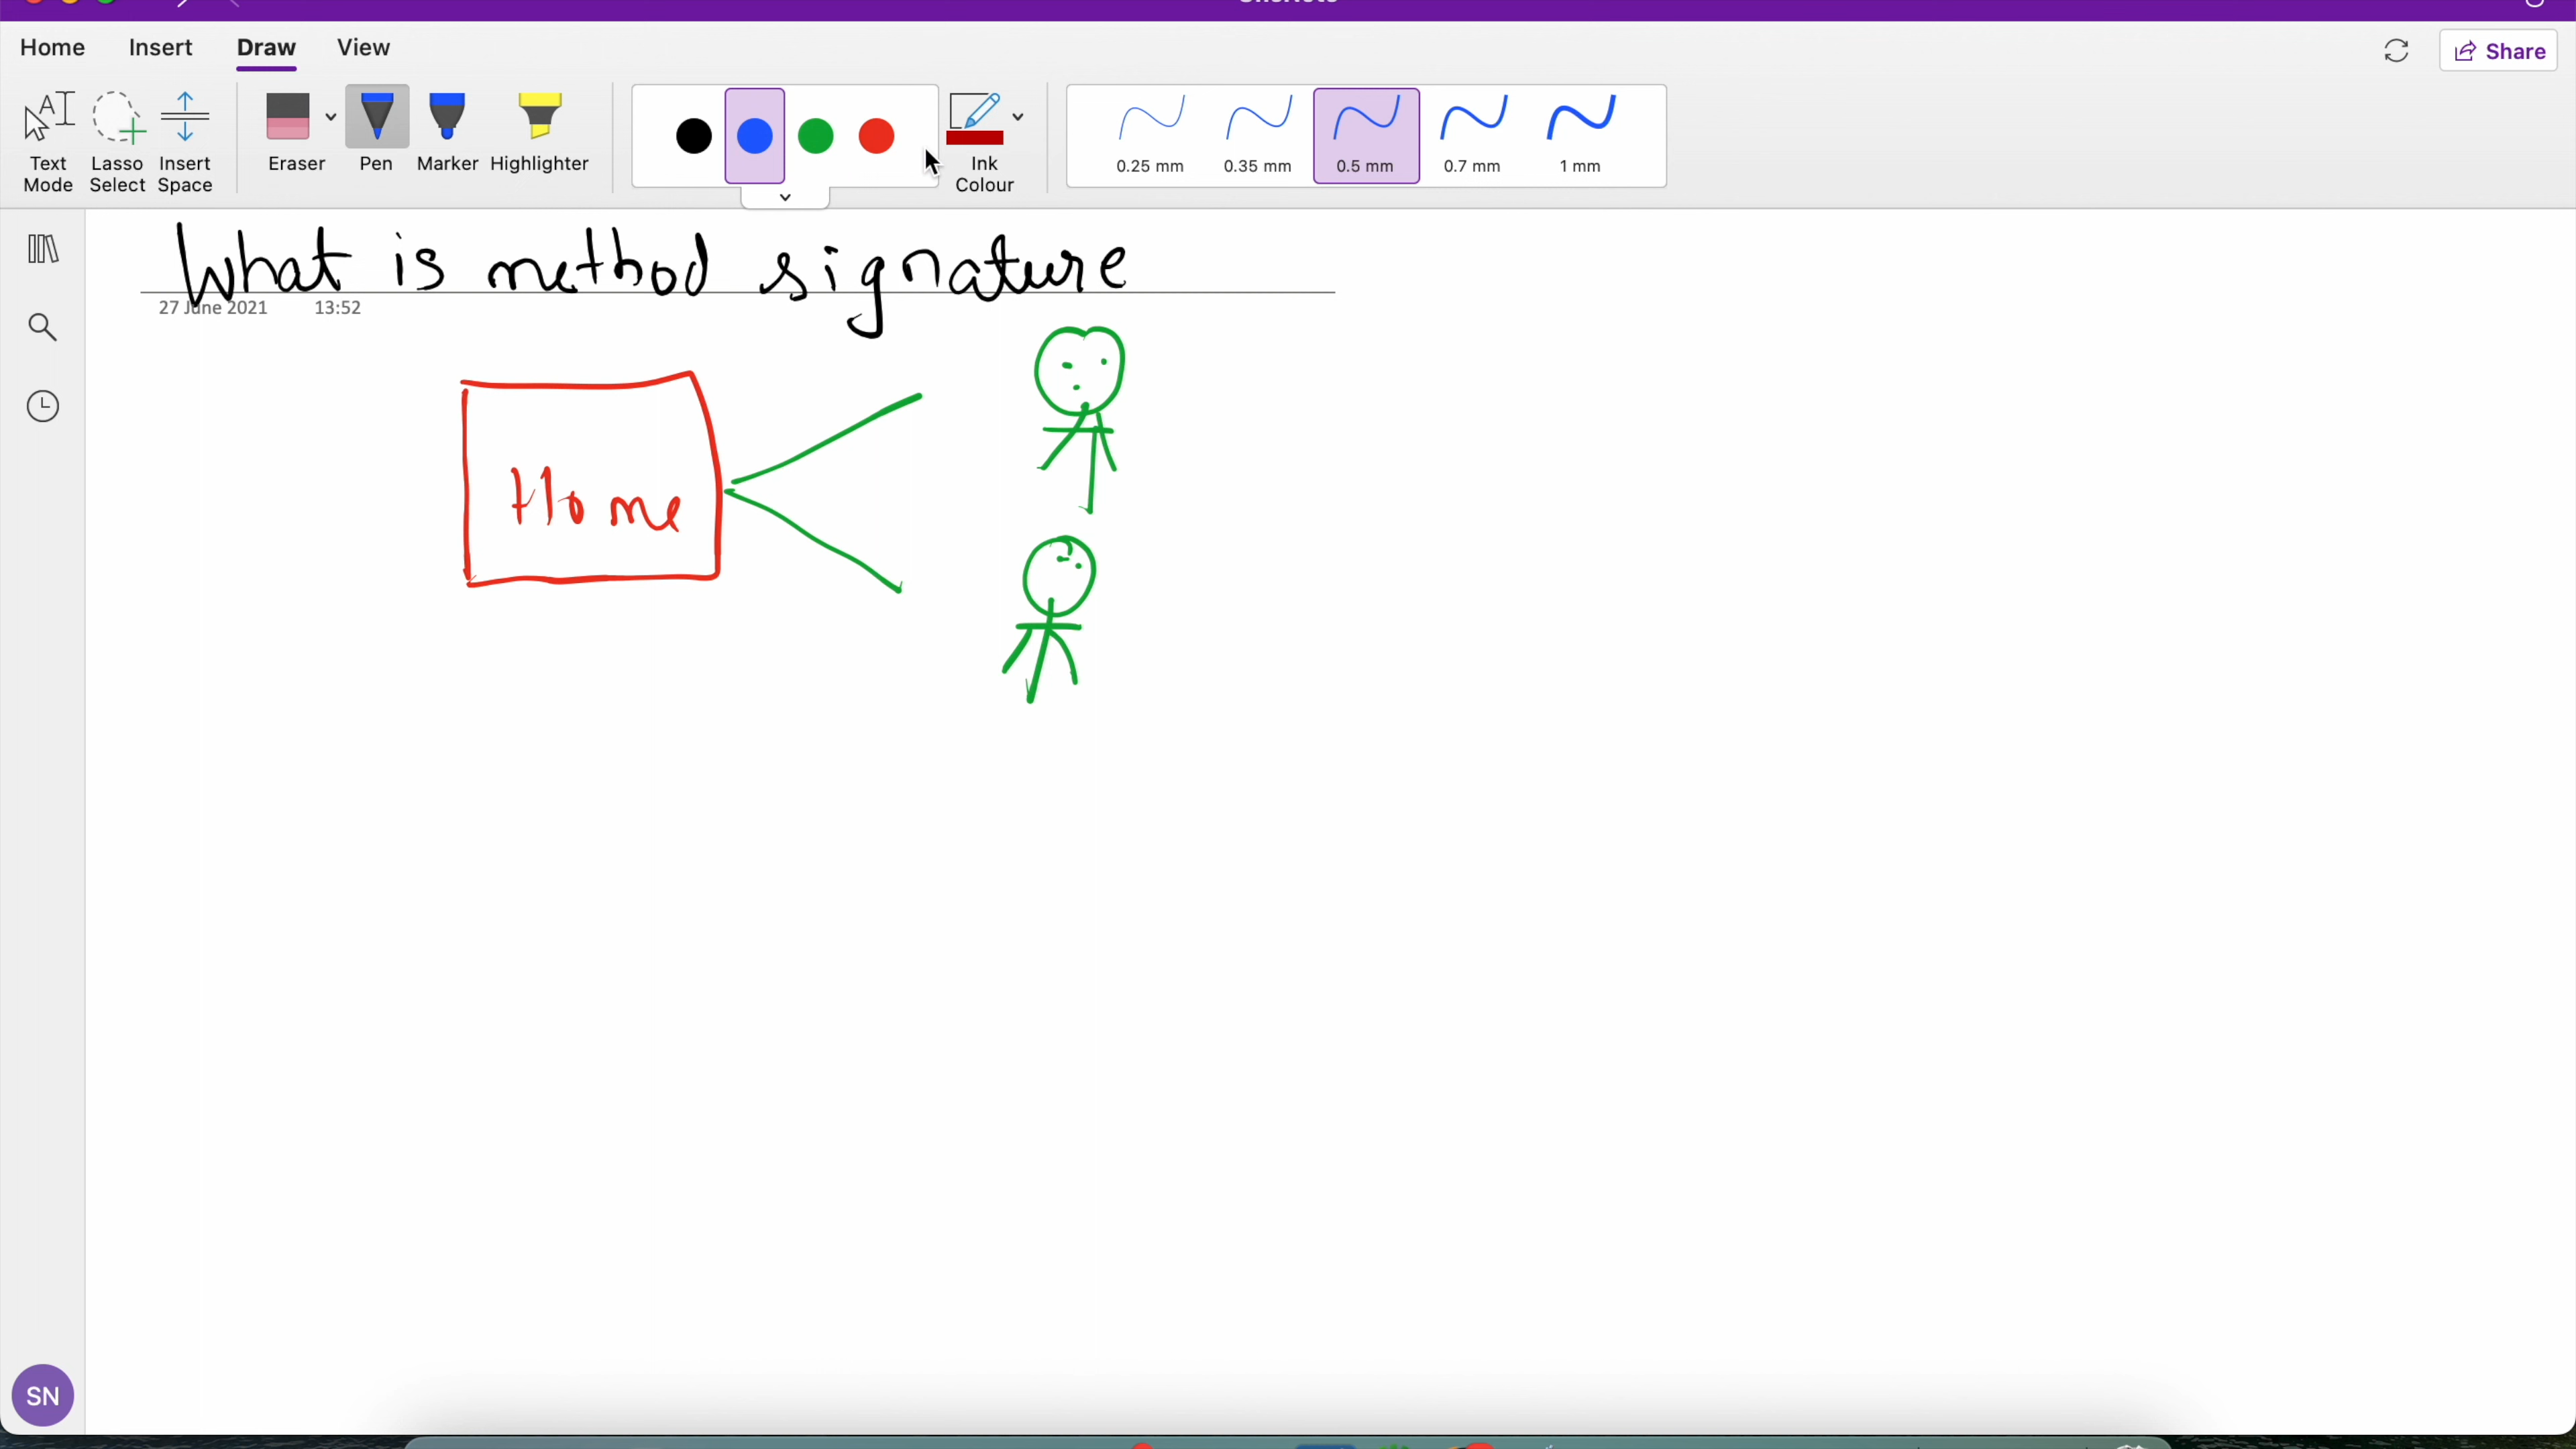 Home Insert Draw View
Share
Text Mode
Lasso Select
Insert Space
Eraser
Pen
Marker
Highlighter
Ink Colour
0.25 mm
0.35 mm
0.5 mm
0.7 mm
1 mm
What is method signature
27 June 2021 13:52
Home
SN